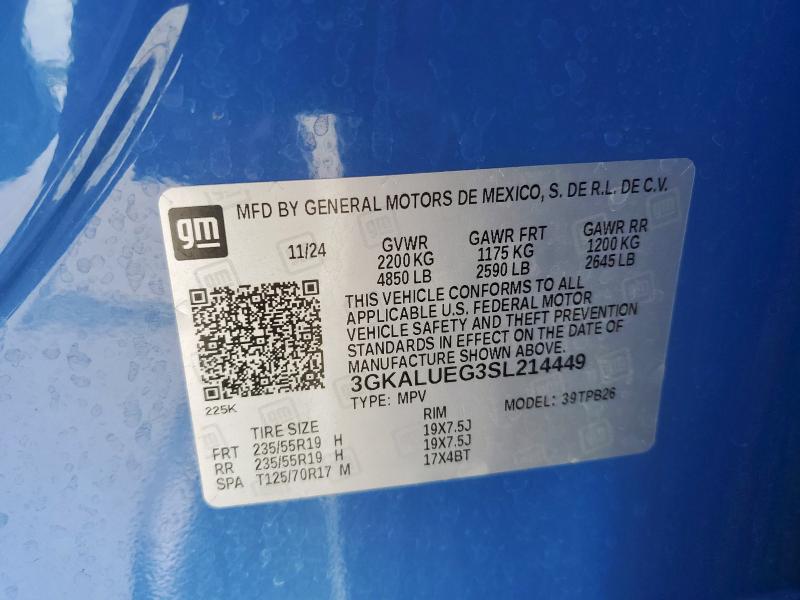 gm MFD BY GENERAL MOTORS DE MEXICO, S. DE R.L. DE C.V.
11/24 GVWR GAWR FRT GAWR RR
2200 KG 1175 KG 1200 KG
4850 LB 2590 LB 2645 LB
THIS VEHICLE CONFORMS TO ALL
APPLICABLE U.S. FEDERAL MOTOR
VEHICLE SAFETY AND THEFT PREVENTION
STANDARDS IN EFFECT ON THE DATE OF
MANUFACTURE SHOWN ABOVE.
3GKALUEG3SL214449
225K TYPE: MPV MODEL: 39TPB26
TIRE SIZE RIM
FRT 235/55R19 H 19X7.5J
RR 235/55R19 H 19X7.5J
SPA T125/70R17 M 17X4BT